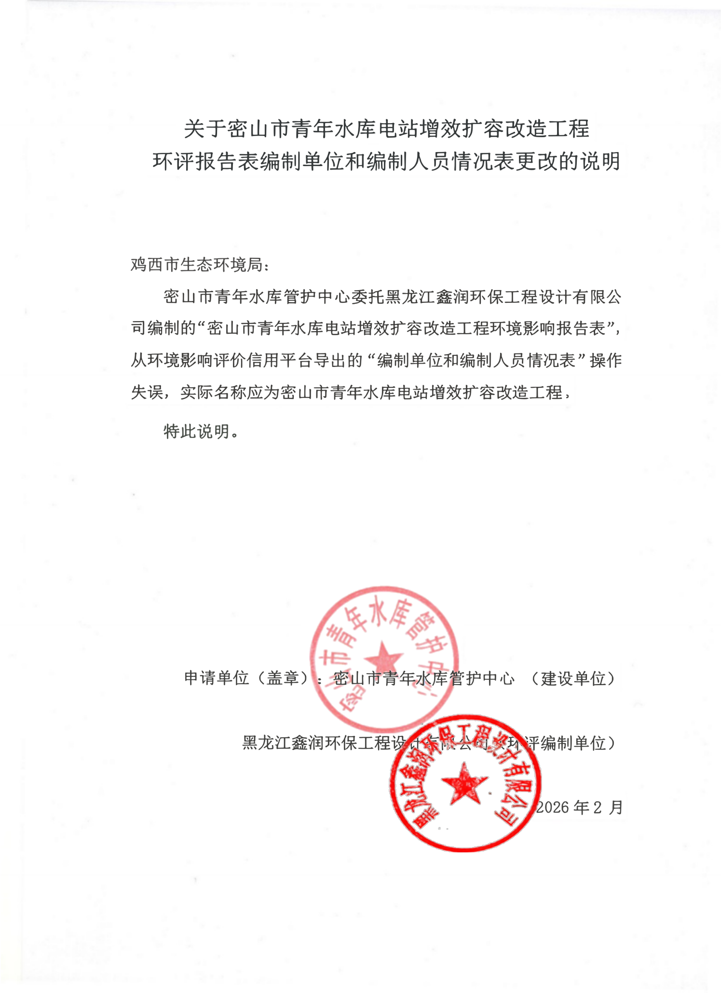 关于密山市青年水库电站增效扩容改造工程
环评报告表编制单位和编制人员情况表更改的说明
鸡西市生态环境局：
密山市青年水库管护中心委托黑龙江鑫润环保工程设计有限公
司编制的“密山市青年水库电站增效扩容改造工程环境影响报告表”，
从环境影响评价信用平台导出的“编制单位和编制人员情况表”操作
失误，实际名称应为密山市青年水库电站增效扩容改造工程，
特此说明。
密山市青年水库管护中心
申请单位（盖章）：密山市青年水库管护中心 （建设单位）
黑龙江鑫润环保工程设计有限公司（环评编制单位）
黑龙江鑫润环保工程设计有限公司
2026 年 2 月